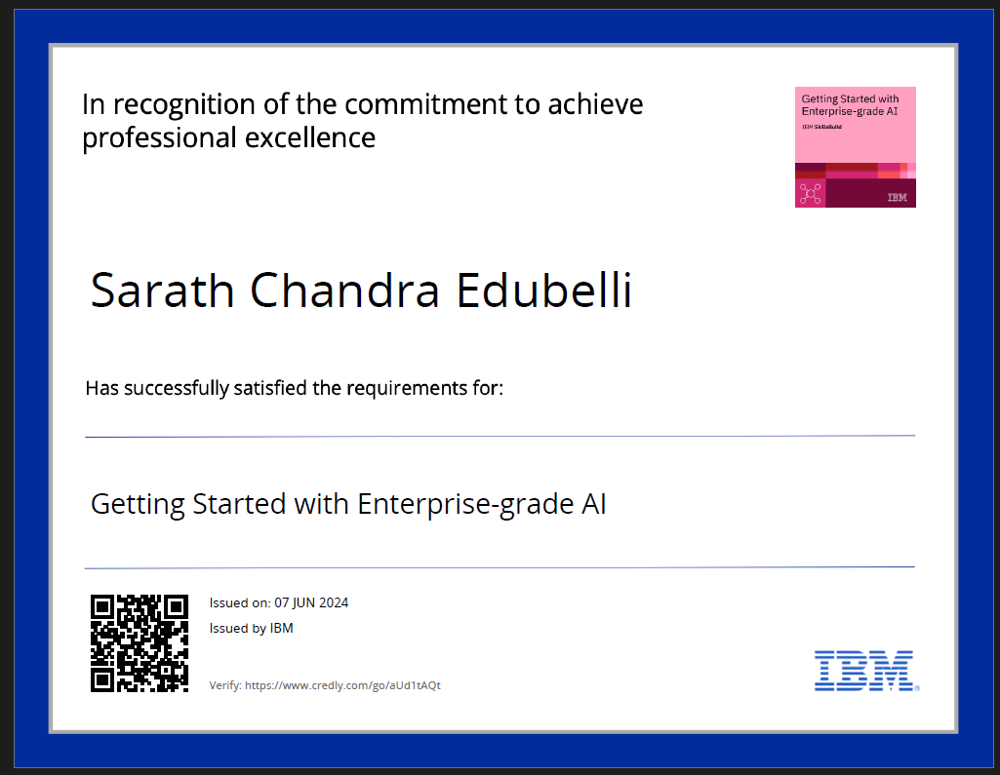 In recognition of the commitment to achieve
professional excellence
Getting Started with
Enterprise-grade AI
IBM SkillsBuild
IBM
Sarath Chandra Edubelli
Has successfully satisfied the requirements for:
Getting Started with Enterprise-grade AI
Issued on: 07 JUN 2024
Issued by IBM
Verify: https://www.credly.com/go/aUd1tAQt
IBM®